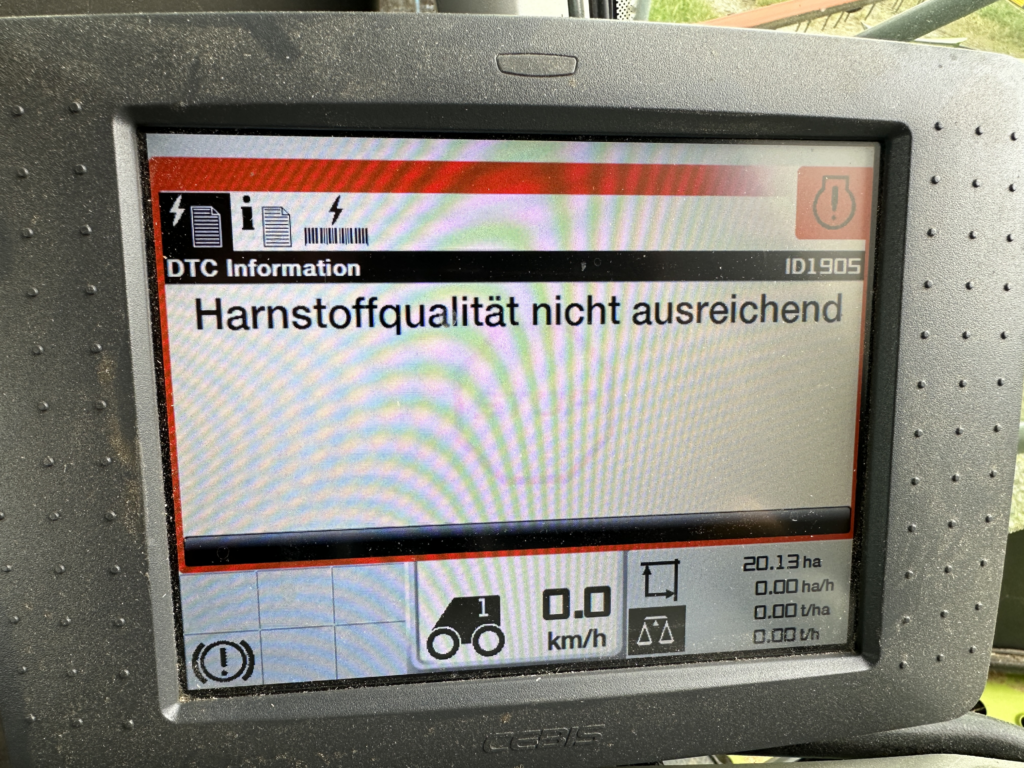 DTC Information ID1905
Harnstoffqualität nicht ausreichend
20.13 ha
0.00 ha/h
1 0.0 0.00 t/ha
km/h 0.00 t/h
CEBIS